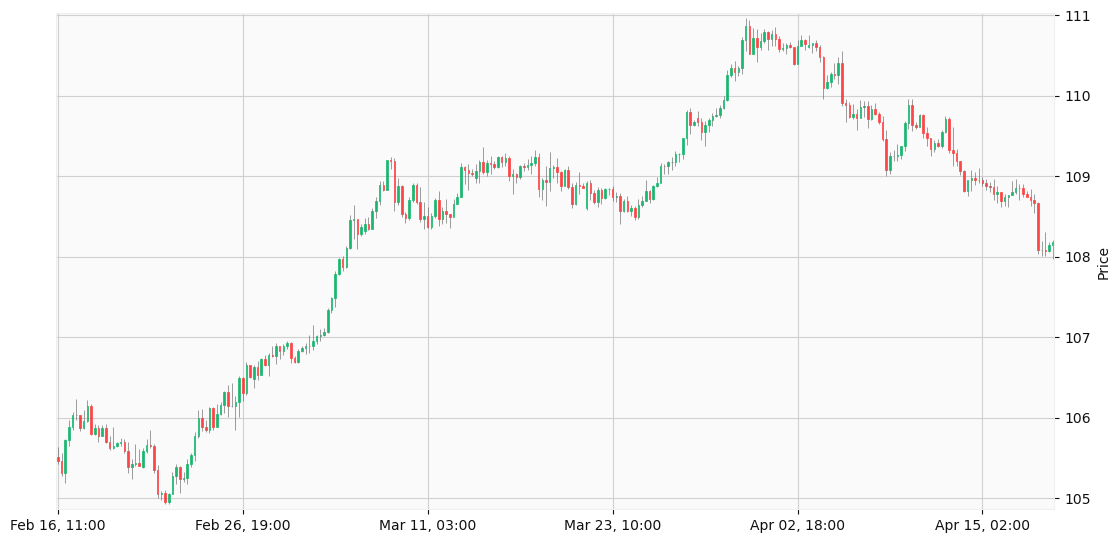 111
110
109
108
107
106
105
Price
Feb 16, 11:00
Feb 26, 19:00
Mar 11, 03:00
Mar 23, 10:00
Apr 02, 18:00
Apr 15, 02:00